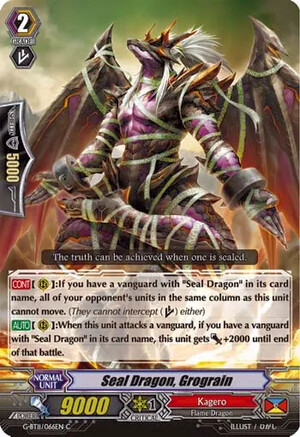 2
GRADE
5000
The truth can be achieved when one is sealed.
CONT [ ]:If you have a vanguard with "Seal Dragon" in its card
name, all of your opponent's units in the same column as this unit
cannot move. (They cannot intercept ( ) either)
AUTO [ ]:When this unit attacks a vanguard, if you have a vanguard
with "Seal Dragon" in its card name, this unit gets +2000 until end
of that battle.
NORMAL
UNIT
Seal Dragon, Grograin
POWER
9000
1
CRITICAL
Kagero
Flame Dragon
G-BT11/066EN C
ILLUST /